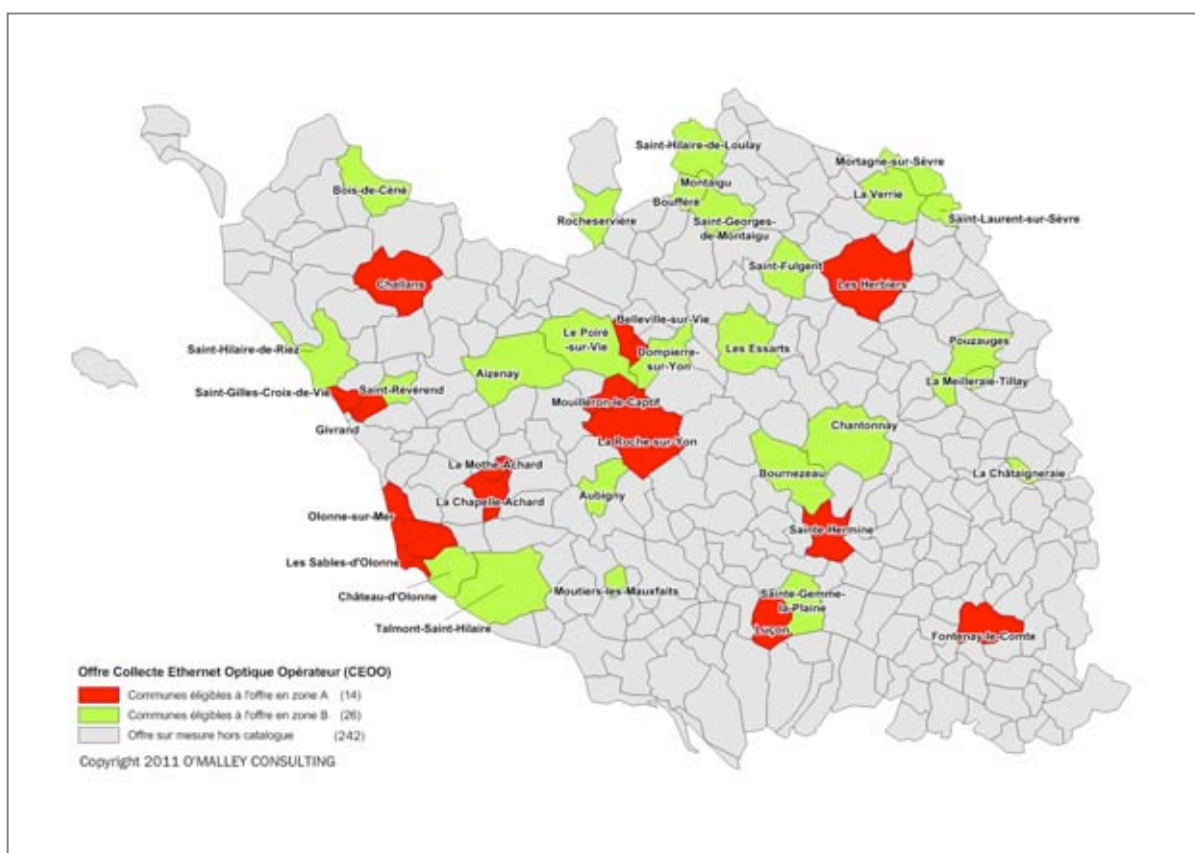 Saint-Hilaire-de-Loulay
Mortagne-sur-Sèvre
Bois-de-Céné
Montaigu
La Verrie
Boufféré
Rocheservière
Saint-Georges-
de-Montaigu
Saint-Laurent-sur-Sèvre
Saint-Fulgent
Challans
Les Herbiers
Belleville-sur-Vie
Le Poiré
-sur-Vie
Saint-Hilaire-de-Riez
Dompierre-
sur-Yon
Les Essarts
Pouzauges
Aizenay
La Meilleraie-Tillay
Saint-Gilles-Croix-de-Vie
Saint-Révérend
Mouilleron-le-Captif
Givrand
Chantonnay
La Roche-sur-Yon
La Mothe-Achard
Bournezeau
La Châtaigneraie
La Chapelle-Achard
Aubigny
Olonne-sur-Mer
Sainte-Hermine
Les Sables-d'Olonne
Château-d'Olonne
Moutiers-les-Mauxfaits
Sainte-Gemme-
la-Plaine
Talmont-Saint-Hilaire
Luçon
Fontenay-le-Comte
Offre Collecte Ethernet Optique Opérateur (CEOO)
Communes éligibles à l'offre en zone A (14)
Communes éligibles à l'offre en zone B (26)
Offre sur mesure hors catalogue (242)
Copyright 2011 O'MALLEY CONSULTING